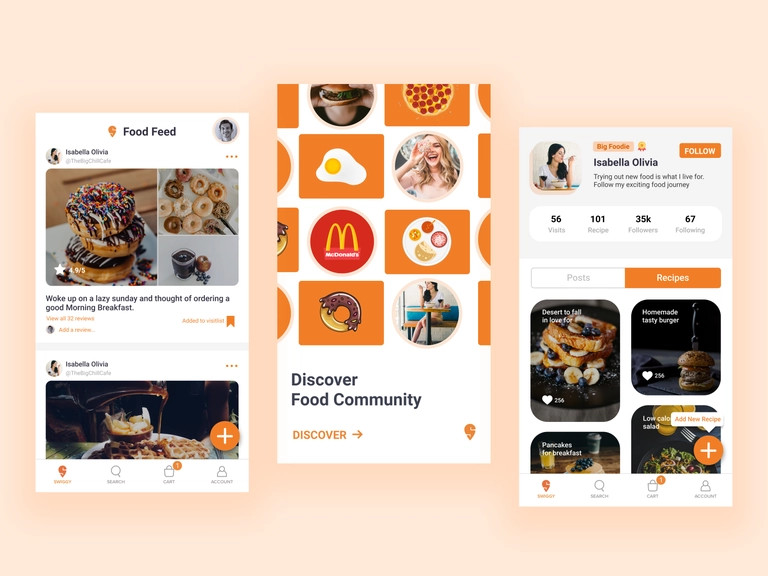 Food Feed
Isabella Olivia
@TheBigChillCafe
4.9/5
Woke up on a lazy sunday and thought of ordering a
good Morning Breakfast.
View all 32 reviews
Added to visitlist
Add a review...
Isabella Olivia
@TheBigChillCafe
SWIGGY
SEARCH
1
CART
ACCOUNT
McDonald's
Discover
Food Community
DISCOVER
Big Foodie
Isabella Olivia
FOLLOW
Trying out new food is what I live for.
Follow my exciting food journey
56
101
35k
67
Visits
Recipe
Followers
Following
Posts
Recipes
Desert to fall
in love for
256
Homemade
tasty burger
256
Pancakes
for breakfast
Low calo
salad
Add New Recipe
SWIGGY
SEARCH
1
CART
ACCOUNT